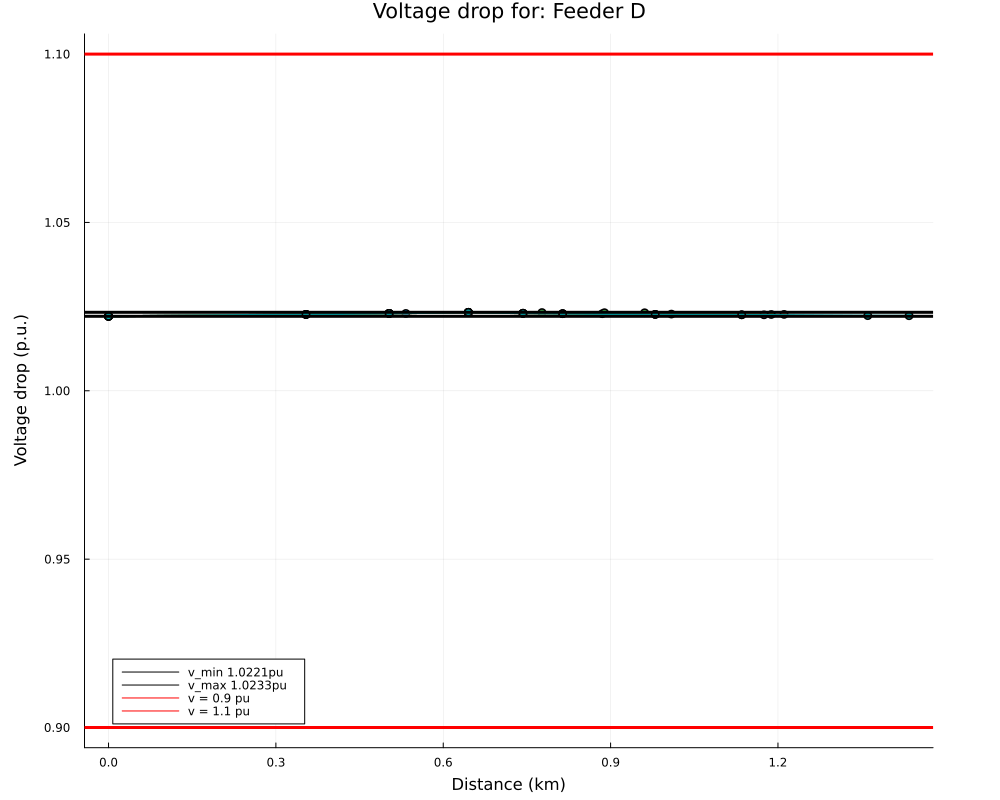 Voltage drop for: Feeder D
1.10
1.05
1.00
0.95
0.90
Voltage drop (p.u.)
v_min 1.0221pu
v_max 1.0233pu
v = 0.9 pu
v = 1.1 pu
0.0 0.3 0.6 0.9 1.2
Distance (km)